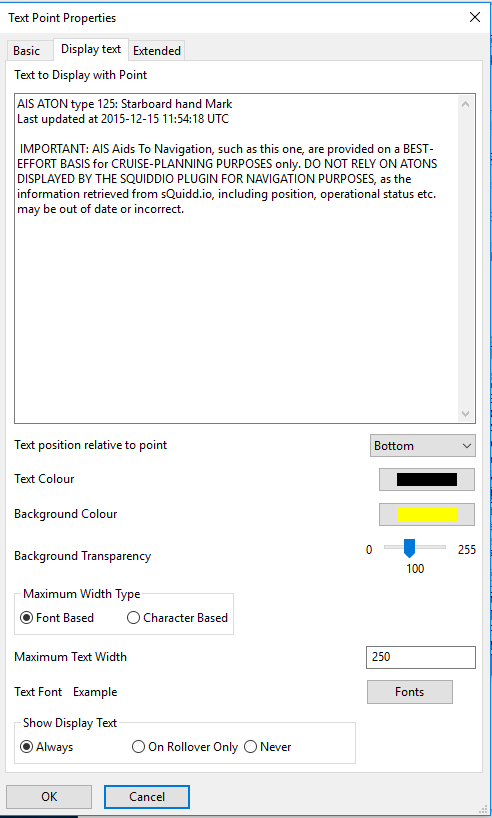 Text Point Properties
Basic Display text Extended
Text to Display with Point
AIS ATON type 125: Starboard hand Mark
Last updated at 2015-12-15 11:54:18 UTC
IMPORTANT: AIS Aids To Navigation, such as this one, are provided on a BEST-
EFFORT BASIS for CRUISE-PLANNING PURPOSES only. DO NOT RELY ON ATONS
DISPLAYED BY THE SQUIDDIO PLUGIN FOR NAVIGATION PURPOSES, as the
information retrieved from sQuidd.io, including position, operational status etc.
may be out of date or incorrect.
Text position relative to point Bottom
Text Colour
Background Colour
Background Transparency 0 255
100
Maximum Width Type
Font Based Character Based
Maximum Text Width 250
Text Font Example Fonts
Show Display Text
Always On Rollover Only Never
OK Cancel